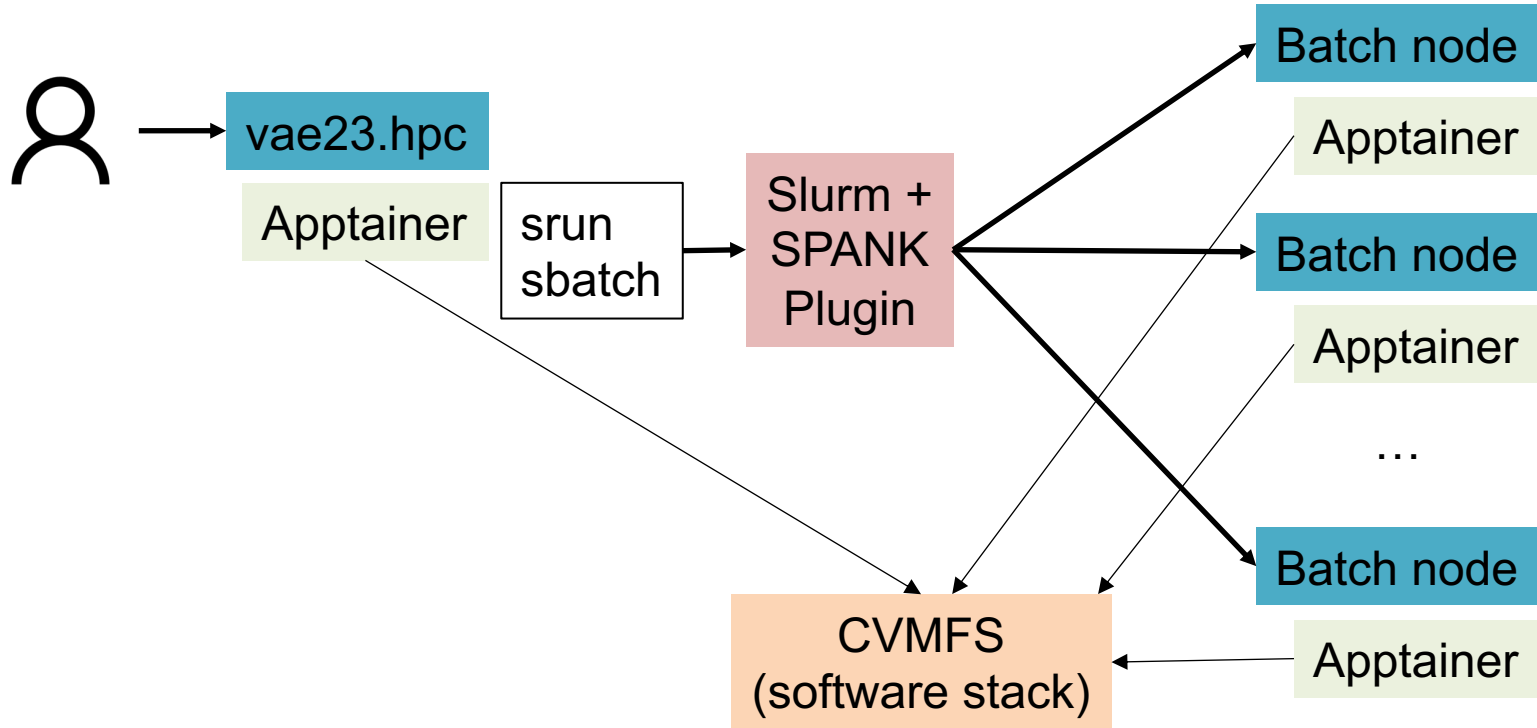 vae23.hpc
Apptainer
srun
sbatch
Slurm +
SPANK
Plugin
Batch node
Apptainer
Batch node
Apptainer
...
Batch node
Apptainer
CVMFS
(software stack)